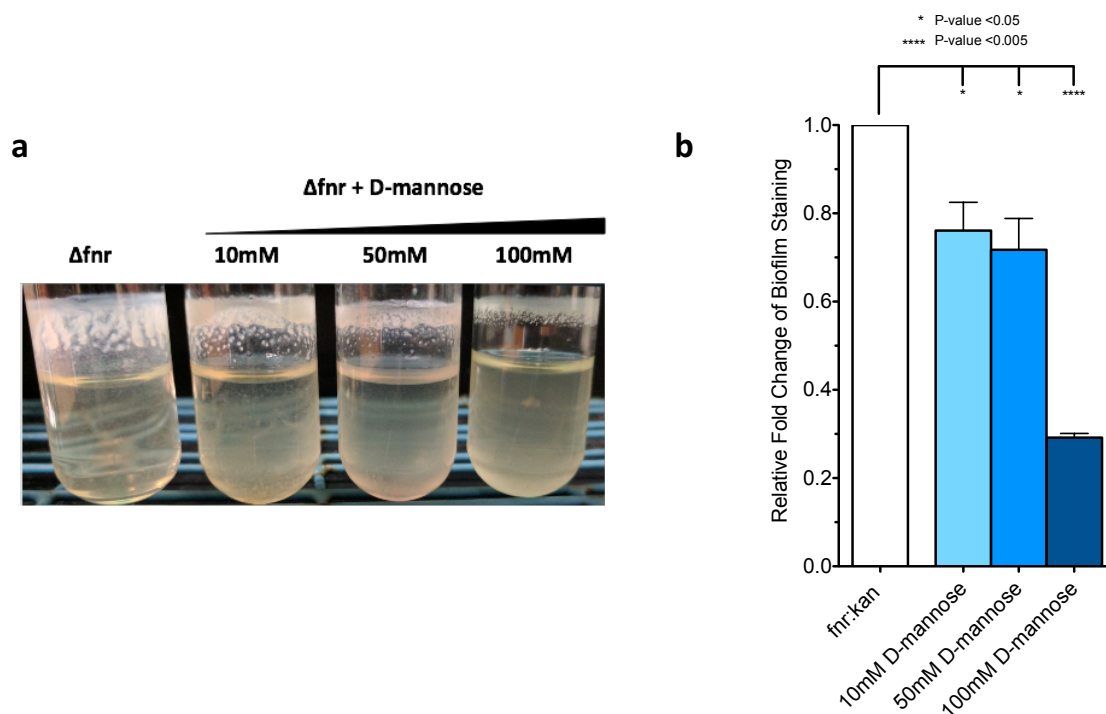 a
Δfnr + D-mannose
Δfnr
10mM
50mM
100mM
b
* P-value <0.05
**** P-value <0.005
*
*
****
Relative Fold Change of Biofilm Staining
1.0
0.8
0.6
0.4
0.2
0.0
fnr:kan
10mM D-mannose
50mM D-mannose
100mM D-mannose